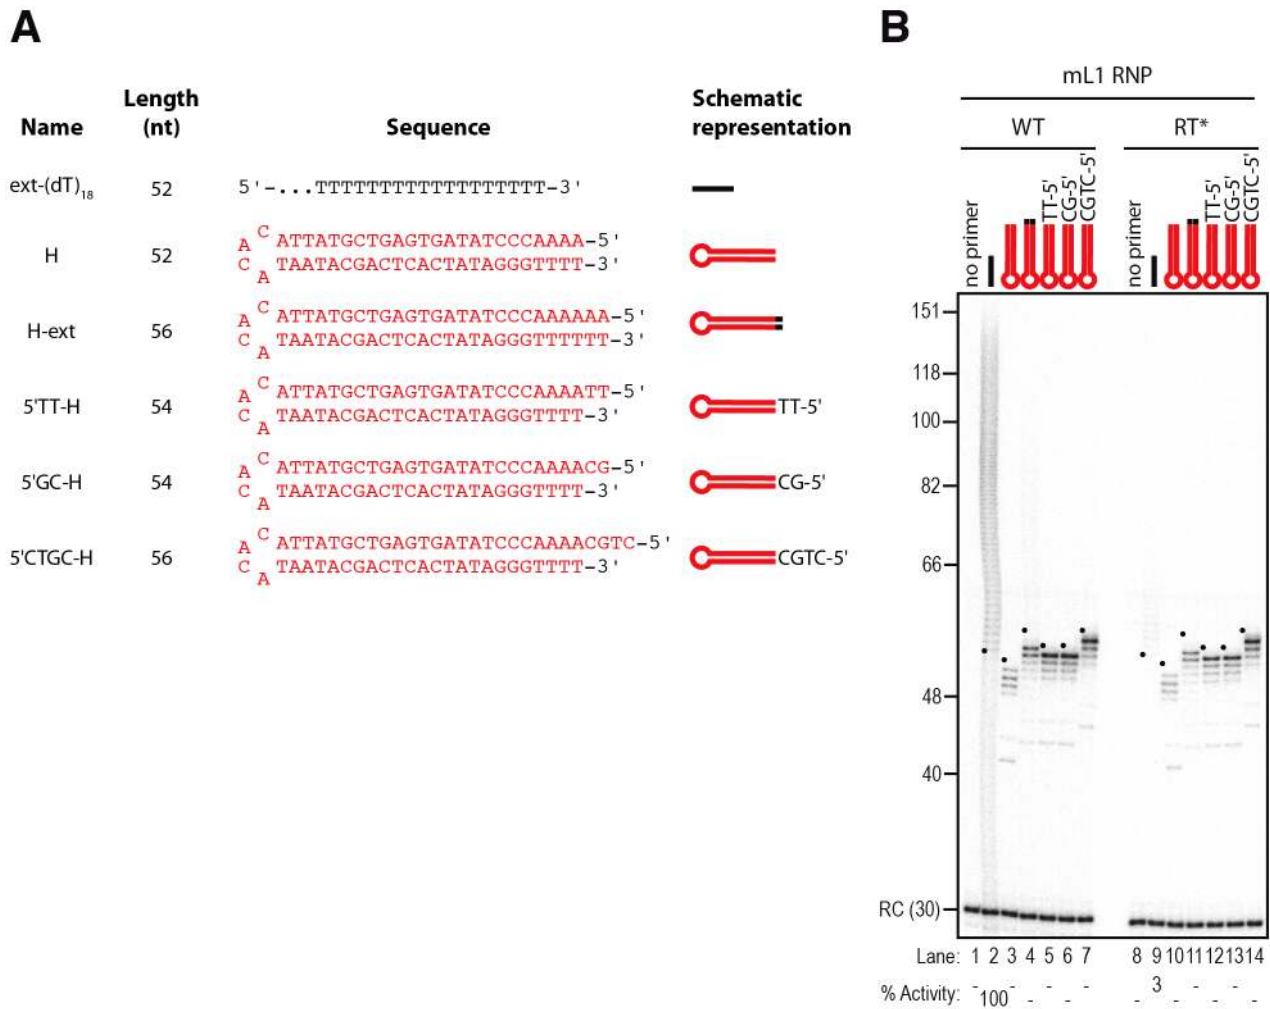 A
Name Length (nt) Sequence Schematic representation
ext-(dT)18 52 5'-...TTTTTTTTTTTTTTTTTT-3'
H 52
C ATTATGCTGAGTGATATCCCAAAA-5'
A
C TAATACGACTCACTATAGGGTTTT-3'
A
H-ext 56
C ATTATGCTGAGTGATATCCCAAAAAA-5'
A
C TAATACGACTCACTATAGGGTTTTTT-3'
A
5'TT-H 54
C ATTATGCTGAGTGATATCCCAAAATT-5'
A
C TAATACGACTCACTATAGGGTTTT-3'
A
TT-5'
5'GC-H 54
C ATTATGCTGAGTGATATCCCAAAACG-5'
A
C TAATACGACTCACTATAGGGTTTT-3'
A
CG-5'
5'CTGC-H 56
C ATTATGCTGAGTGATATCCCAAAACGTC-5'
A
C TAATACGACTCACTATAGGGTTTT-3'
A
CGTC-5'
B
mL1 RNP
WT RT*
no primer TT-5' CG-5' CGTC-5' no primer TT-5' CG-5' CGTC-5'
151
118
100
82
66
48
40
RC (30)
Lane: 1 2 3 4 5 6 7 8 9 10 11 12 13 14
% Activity: - 100 - - - - - - 3 - - - - -